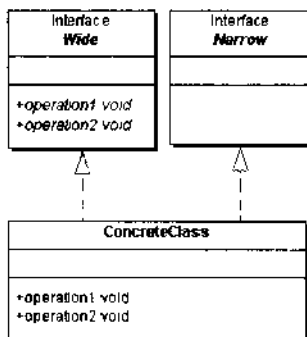 Interface
Wide
+operation1 void
+operation2 void
Interface
Narrow
ConcreteClass
+operation1 void
+operation2 void